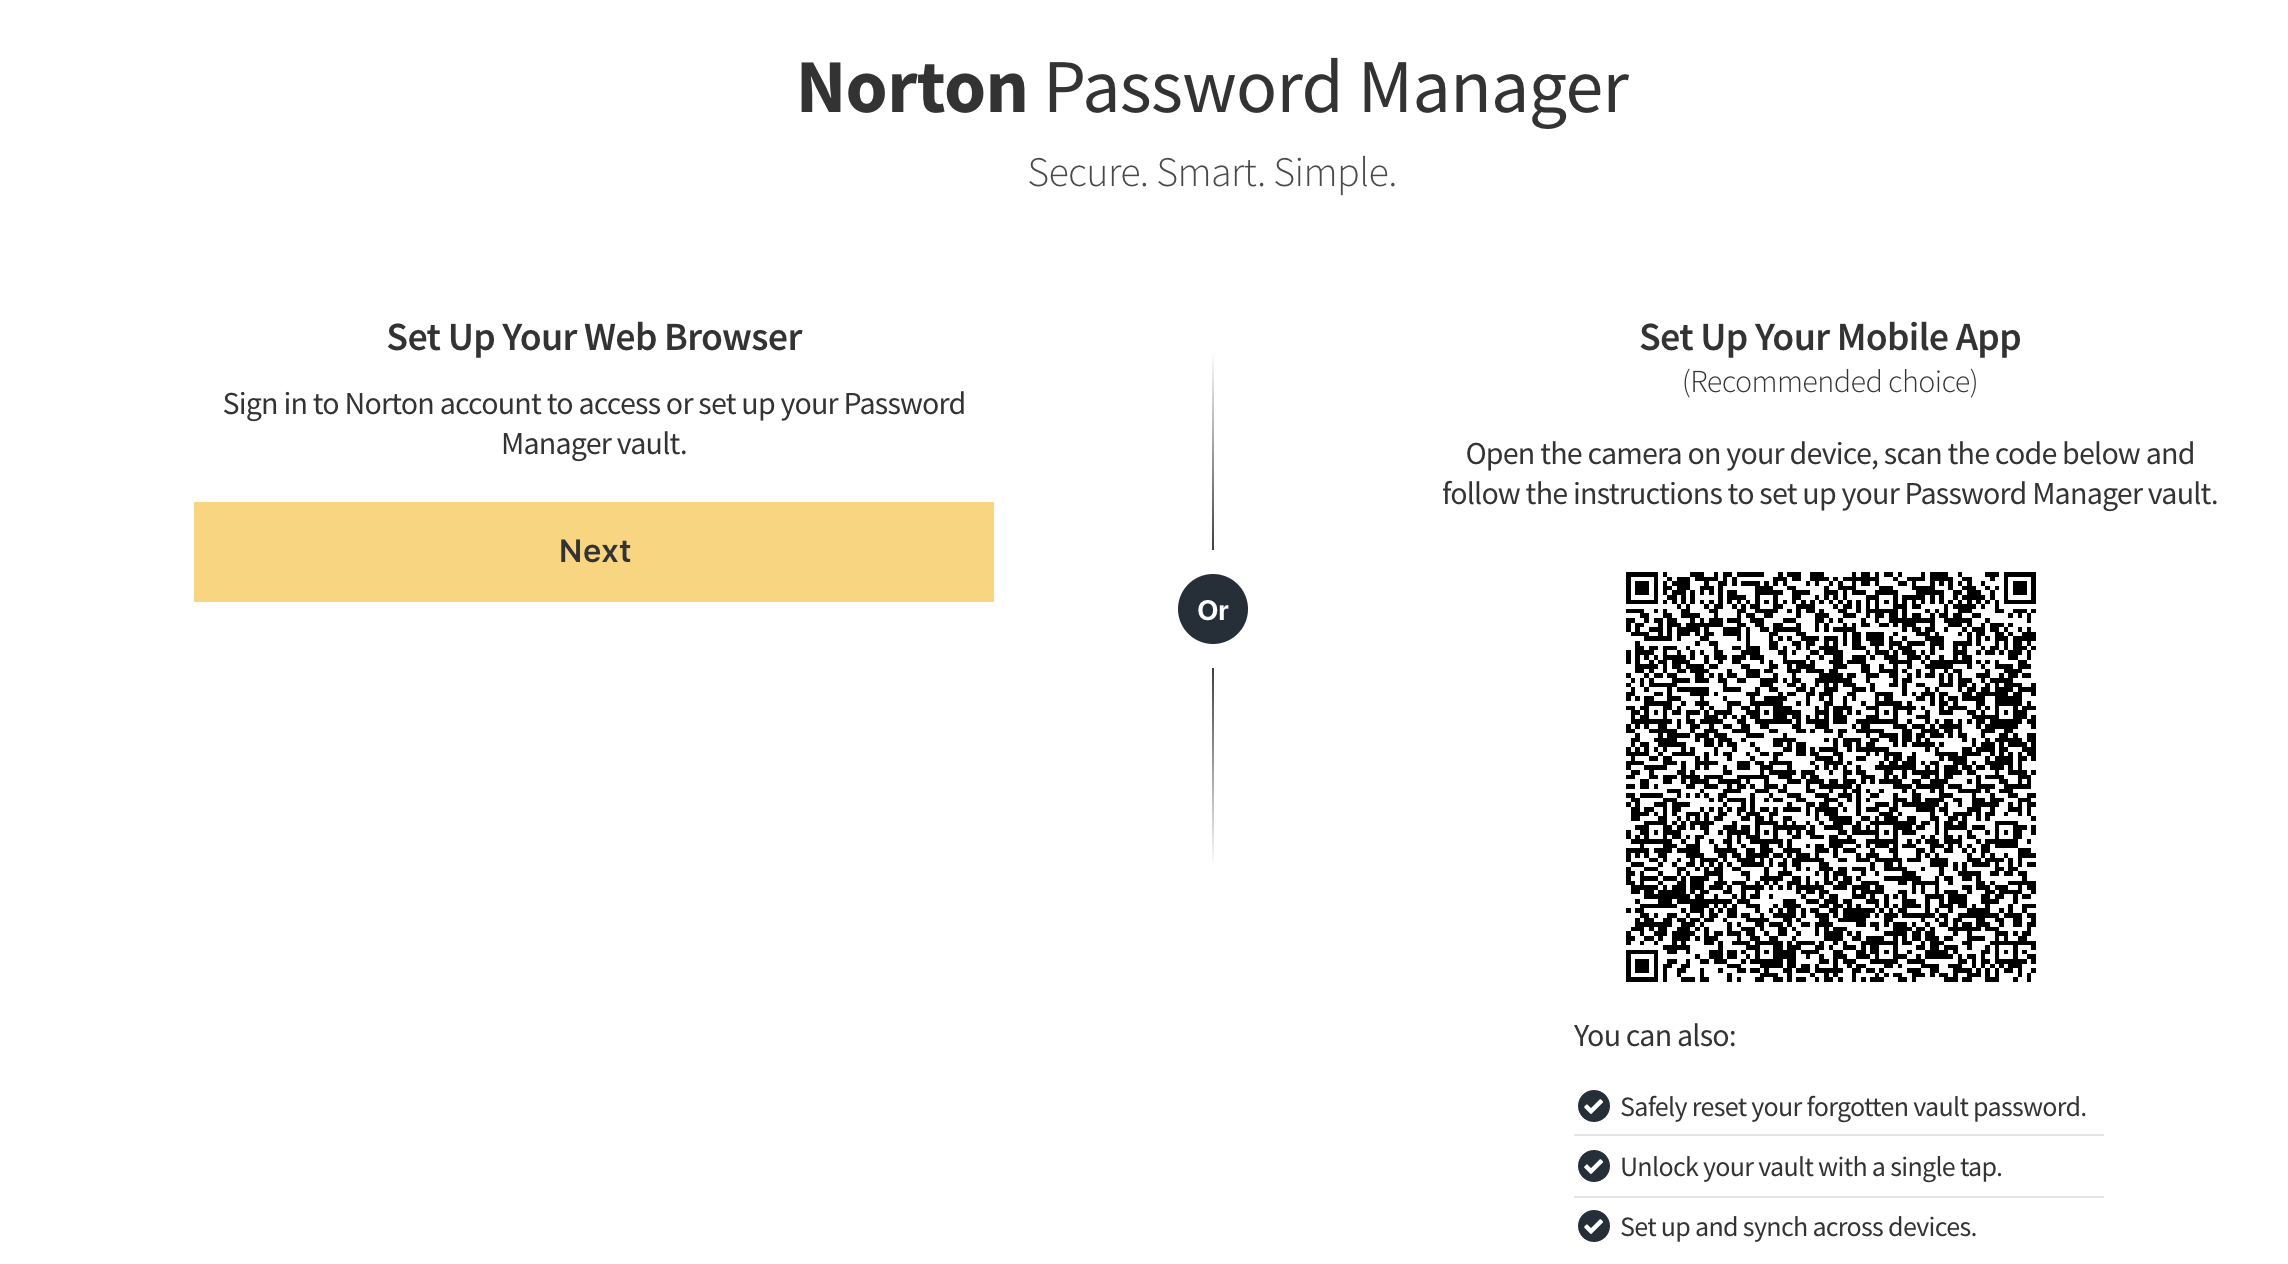 Norton Password Manager
Secure. Smart. Simple.
Set Up Your Web Browser
Sign in to Norton account to access or set up your Password
Manager vault.
Next
Or
Set Up Your Mobile App
(Recommended choice)
Open the camera on your device, scan the code below and
follow the instructions to set up your Password Manager vault.
You can also:
Safely reset your forgotten vault password.
Unlock your vault with a single tap.
Set up and synch across devices.